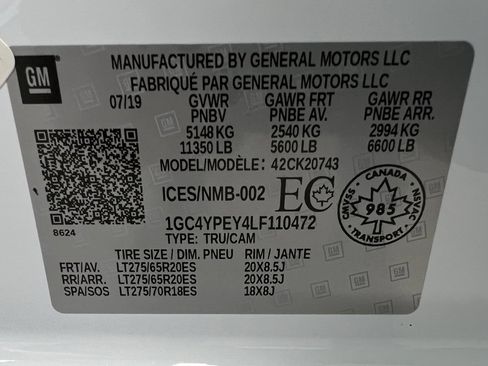 GM
MANUFACTURED BY GENERAL MOTORS LLC
FABRIQUÉ PAR GENERAL MOTORS LLC
07/19 GVWR GAWR FRT GAWR RR
PNBV PNBE AV. PNBE ARR.
5148 KG 2540 KG 2994 KG
11350 LB 5600 LB 6600 LB
MODEL/MODÈLE: 42CK20743
ICES/NMB-002 EC
CANADA
SVMAC NSVAC
985
TRANSPORT
1GC4YPEY4LF110472
8624
TYPE: TRU/CAM
TIRE SIZE / DIM. PNEU RIM / JANTE
FRT/AV. LT275/65R20ES 20X8.5J
RR/ARR. LT275/65R20ES 20X8.5J
SPA/SOS LT275/70R18ES 18X8J